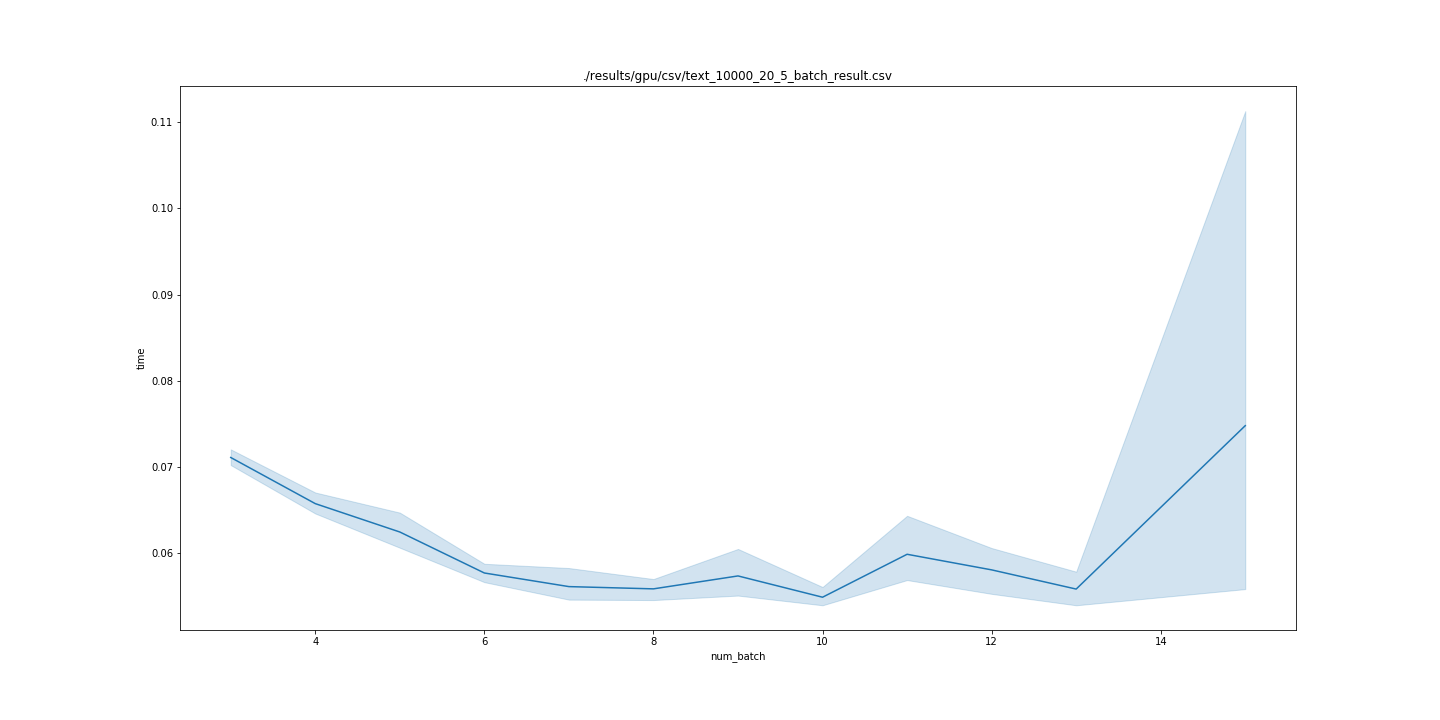 ./results/gpu/csv/text_10000_20_5_batch_result.csv
0.11
0.10
0.09
0.08
0.07
0.06
time
4 6 8 10 12 14
num_batch